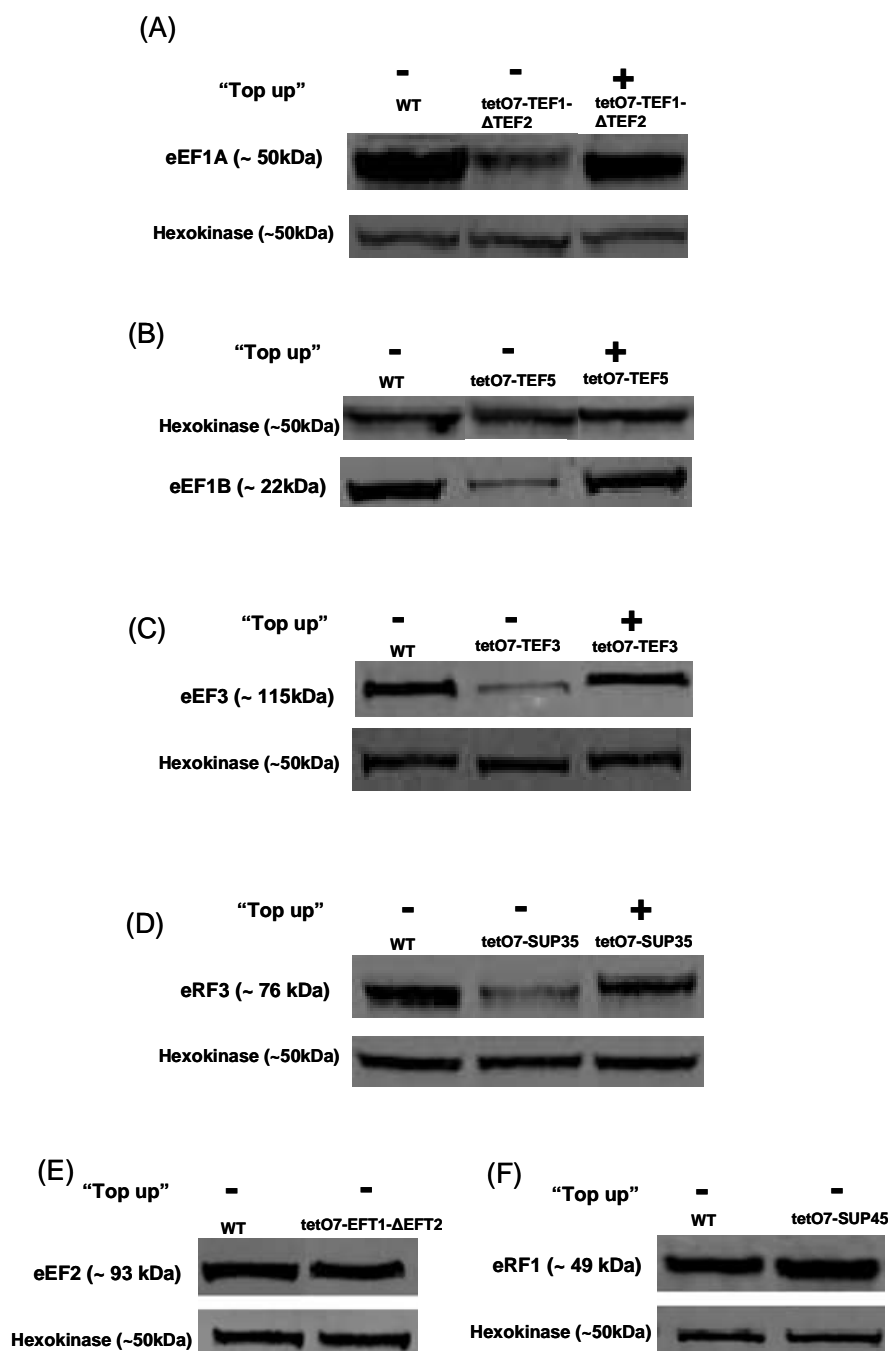 (A)
- - +
“Top up”
WT tetO7-TEF1- tetO7-TEF1-
ΔTEF2 ΔTEF2
eEF1A (~ 50kDa)
Hexokinase (~50kDa)
(B)
“Top up” - - +
WT tetO7-TEF5 tetO7-TEF5
Hexokinase (~50kDa)
eEF1B (~ 22kDa)
(C)
“Top up” - - +
WT tetO7-TEF3 tetO7-TEF3
eEF3 (~ 115kDa)
Hexokinase (~50kDa)
(D)
“Top up” - - +
WT tetO7-SUP35 tetO7-SUP35
eRF3 (~ 76 kDa)
Hexokinase (~50kDa)
(E)
“Top up” - -
WT tetO7-EFT1-ΔEFT2
eEF2 (~ 93 kDa)
Hexokinase (~50kDa)
(F)
“Top up” - -
WT tetO7-SUP45
eRF1 (~ 49 kDa)
Hexokinase (~50kDa)